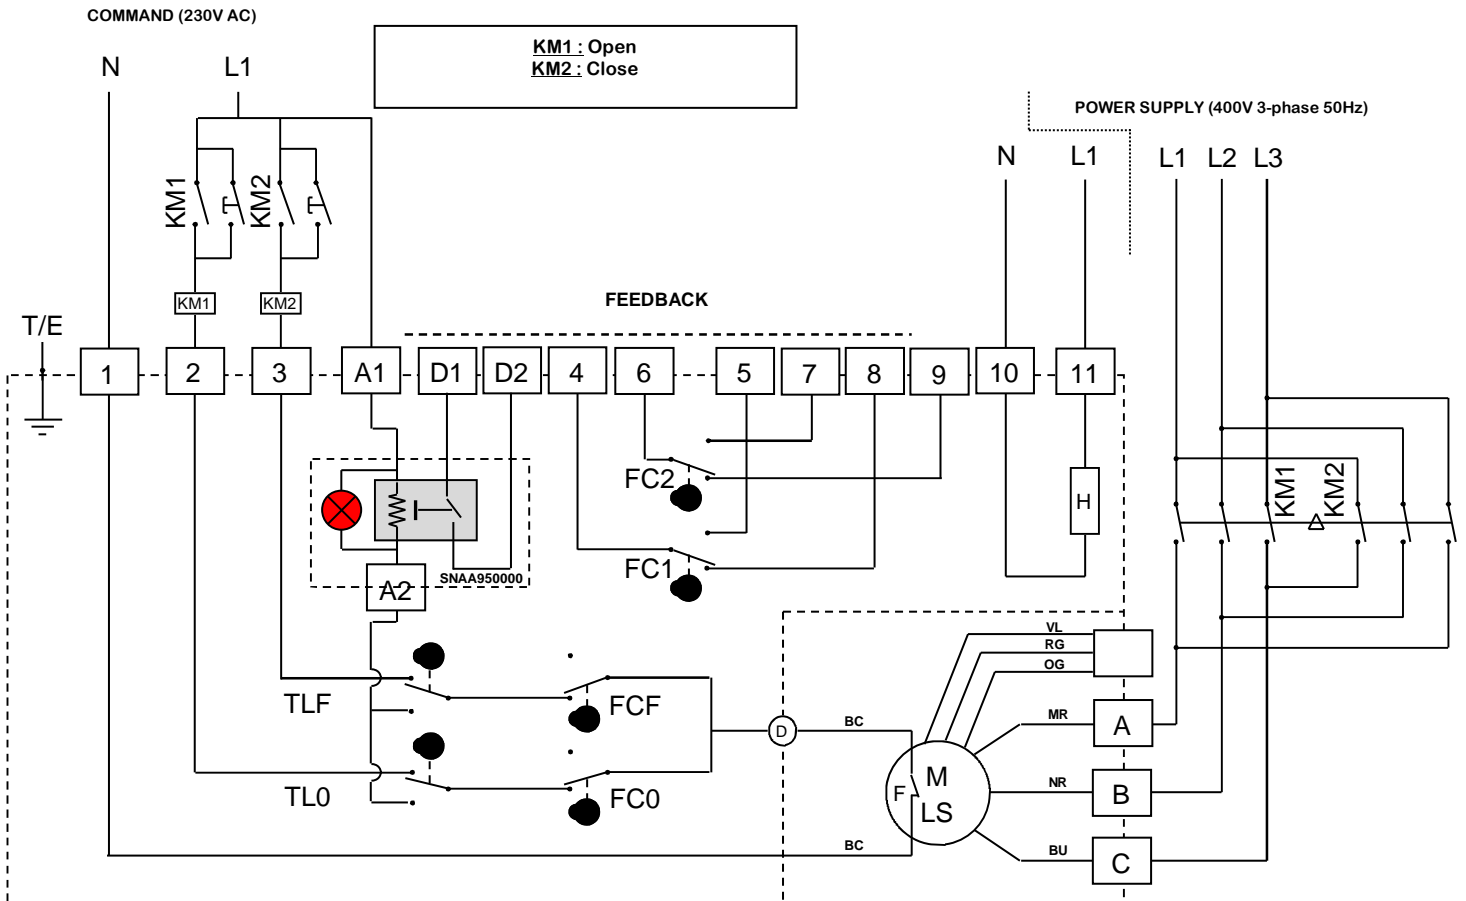 COMMAND (230V AC)
KM1 : Open
KM2 : Close
N
L1
POWER SUPPLY (400V 3-phase 50Hz)
N
L1
L1
L2
L3
KM1
KM2
KM1
KM2
FEEDBACK
T/E
1
2
3
A1
D1
D2
4
6
5
7
8
9
10
11
FC2
H
KM1
KM2
FC1
SNAA950000
A2
VL
RG
OG
TLF
FCF
D
BC
MR
A
TL0
FC0
F
M
LS
NR
B
BC
BU
C